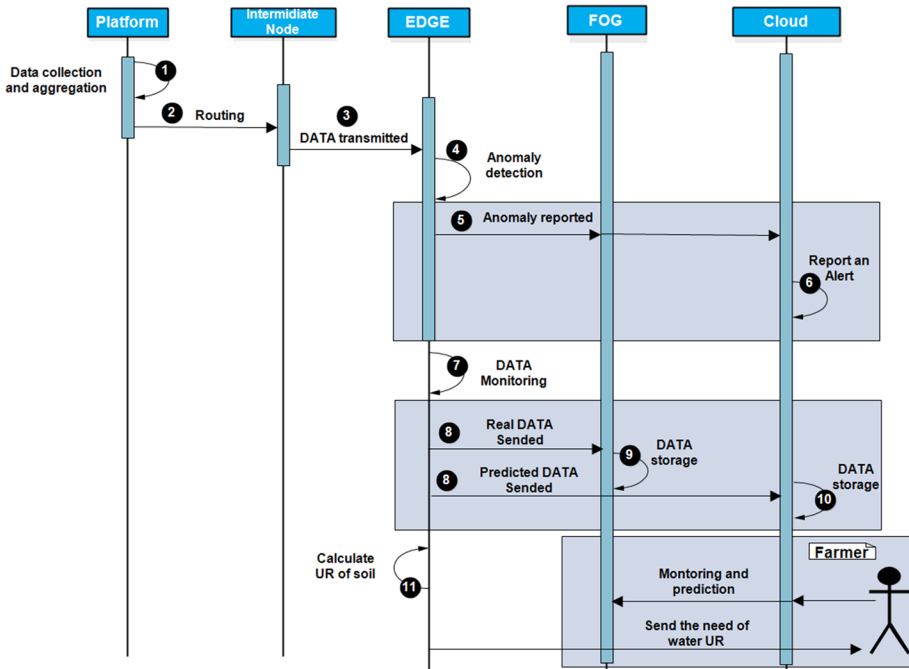 Platform
Intermidiate
Node
EDGE
FOG
Cloud
Data collection
and aggregation
1
2
Routing
3
DATA transmitted
4
Anomaly
detection
5
Anomaly reported
Report an
Alert
6
7
DATA
Monitoring
8
Real DATA
Sended
9
DATA
storage
8
Predicted DATA
Sended
DATA
storage
10
Calculate
UR of soil
11
Farmer
Montoring and
prediction
Send the need of
water UR